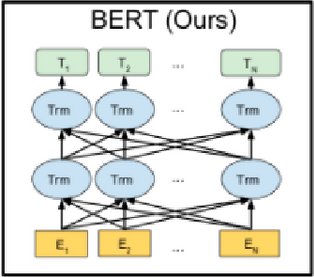 BERT (Ours)
T1 T2 ... TN
Trm Trm ... Trm
Trm Trm ... Trm
E1 E2 ... EN